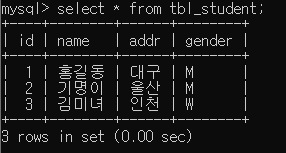 mysql> select * from tbl_student;
+----+--------+------+--------+
| id | name | addr | gender |
+----+--------+------+--------+
| 1 | 홍길동 | 대구 | M |
| 2 | 기명이 | 울산 | M |
| 3 | 김미녀 | 인천 | W |
+----+--------+------+--------+
3 rows in set (0.00 sec)